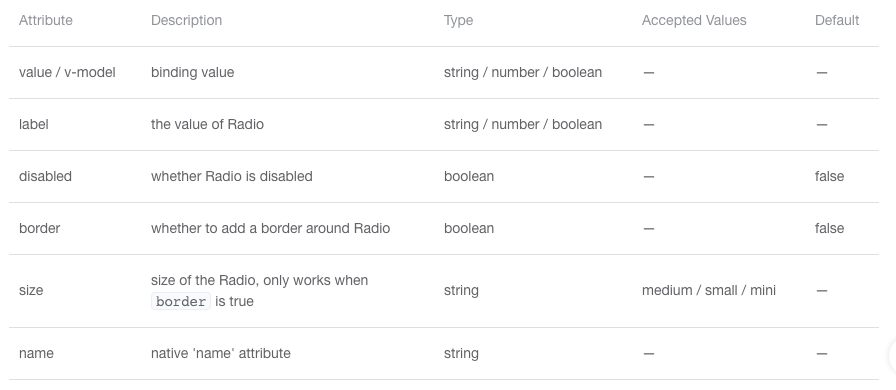 Attribute Description Type Accepted Values Default
value / v-model binding value string / number / boolean — —
label the value of Radio string / number / boolean — —
disabled whether Radio is disabled boolean — false
border whether to add a border around Radio boolean — false
size size of the Radio, only works when border is true string medium / small / mini —
name native 'name' attribute string — —